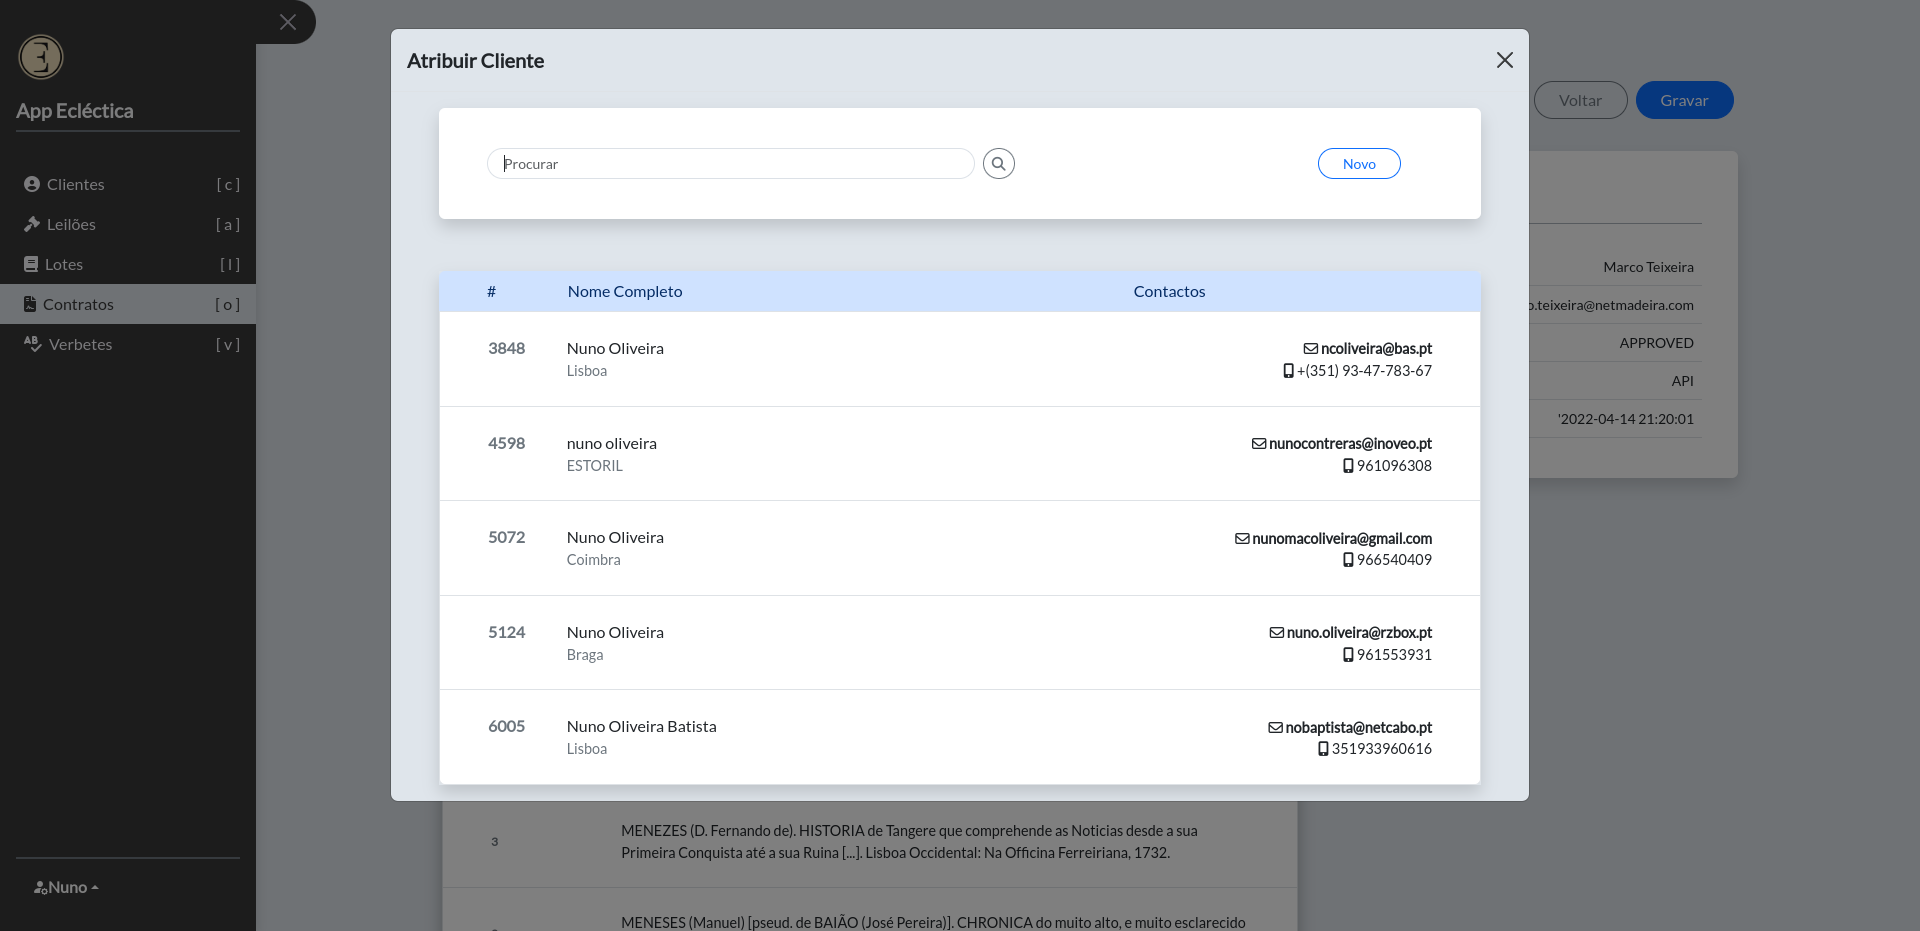 App Ecléctica
Clientes [ c ]
Leilões [ a ]
Lotes [ l ]
Contratos [ o ]
Verbetes [ v ]
Nuno
Atribuir Cliente
Procurar
Novo
# Nome Completo Contactos
3848 Nuno Oliveira ncoliveira@bas.pt
Lisboa +(351) 93-47-783-67
4598 nuno oliveira nunocontreras@inoveo.pt
ESTORIL 961096308
5072 Nuno Oliveira nunomacoliveira@gmail.com
Coimbra 966540409
5124 Nuno Oliveira nuno.oliveira@rzbox.pt
Braga 961553931
6005 Nuno Oliveira Batista nobaptista@netcabo.pt
Lisboa 351933960616
Voltar Gravar
Marco Teixeira
o.teixeira@netmadeira.com
APPROVED
API
'2022-04-14 21:20:01
3
MENEZES (D. Fernando de). HISTORIA de Tangere que comprehende as Noticias desde a sua
Primeira Conquista até a sua Ruina [...]. Lisboa Occidental: Na Officina Ferreiriana, 1732.
MENESES (Manuel) [pseud. de BAIÃO (José Pereira)]. CHRONICA do muito alto, e muito esclarecido